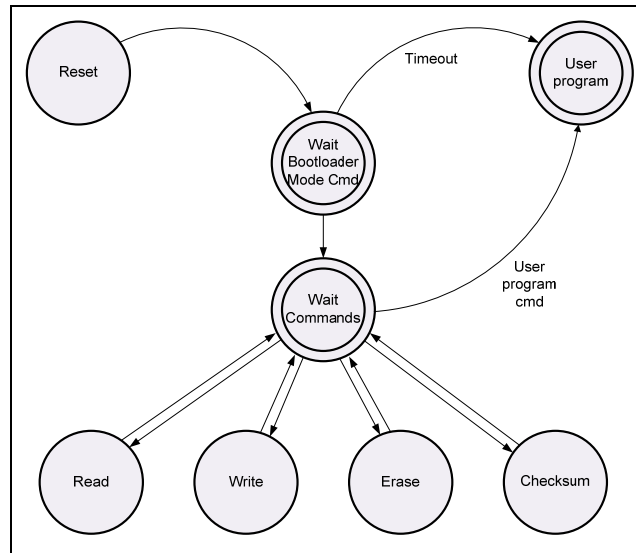 Reset
Timeout
User
program
Wait
Bootloader
Mode Cmd
Wait
Commands
User
program
cmd
Read
Write
Erase
Checksum